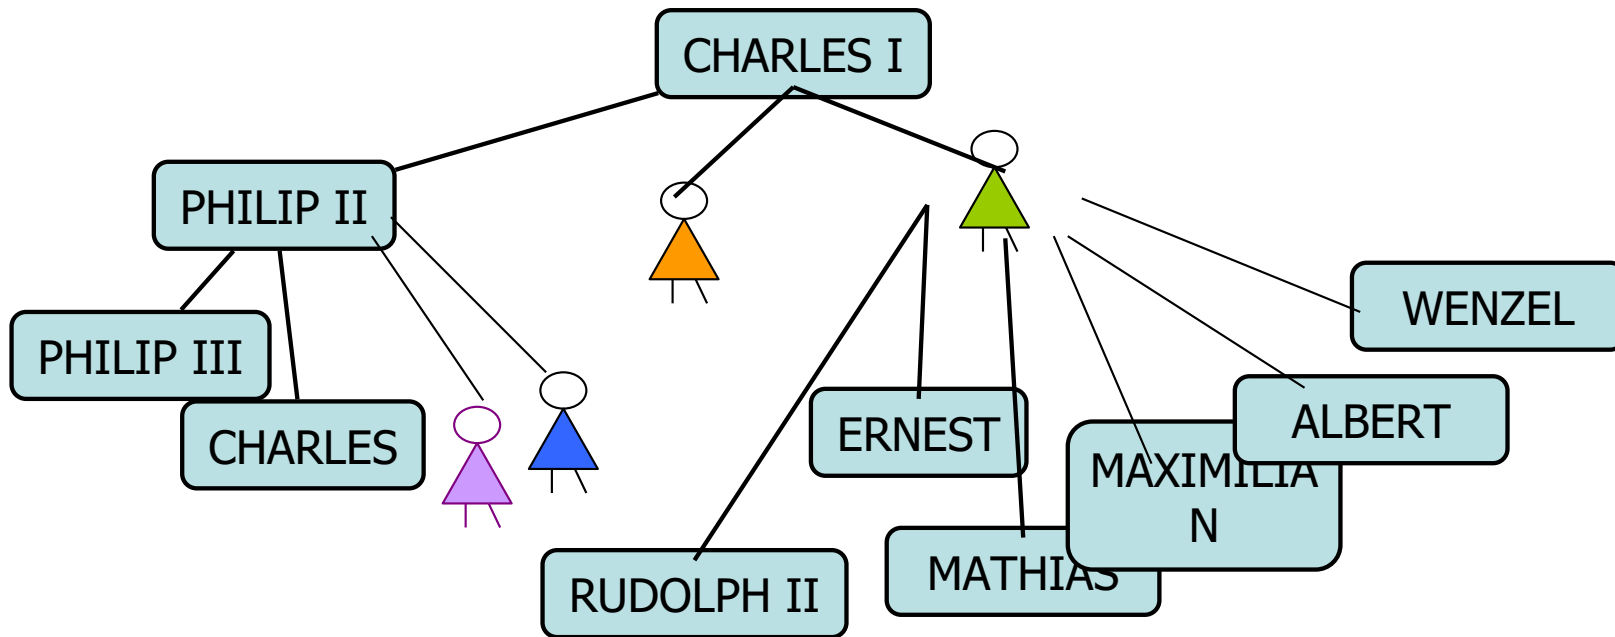 CHARLES I
PHILIP II
WENZEL
PHILIP III
ALBERT
ERNEST
CHARLES
MAXIMILIA
N
MATHIAS
RUDOLPH II